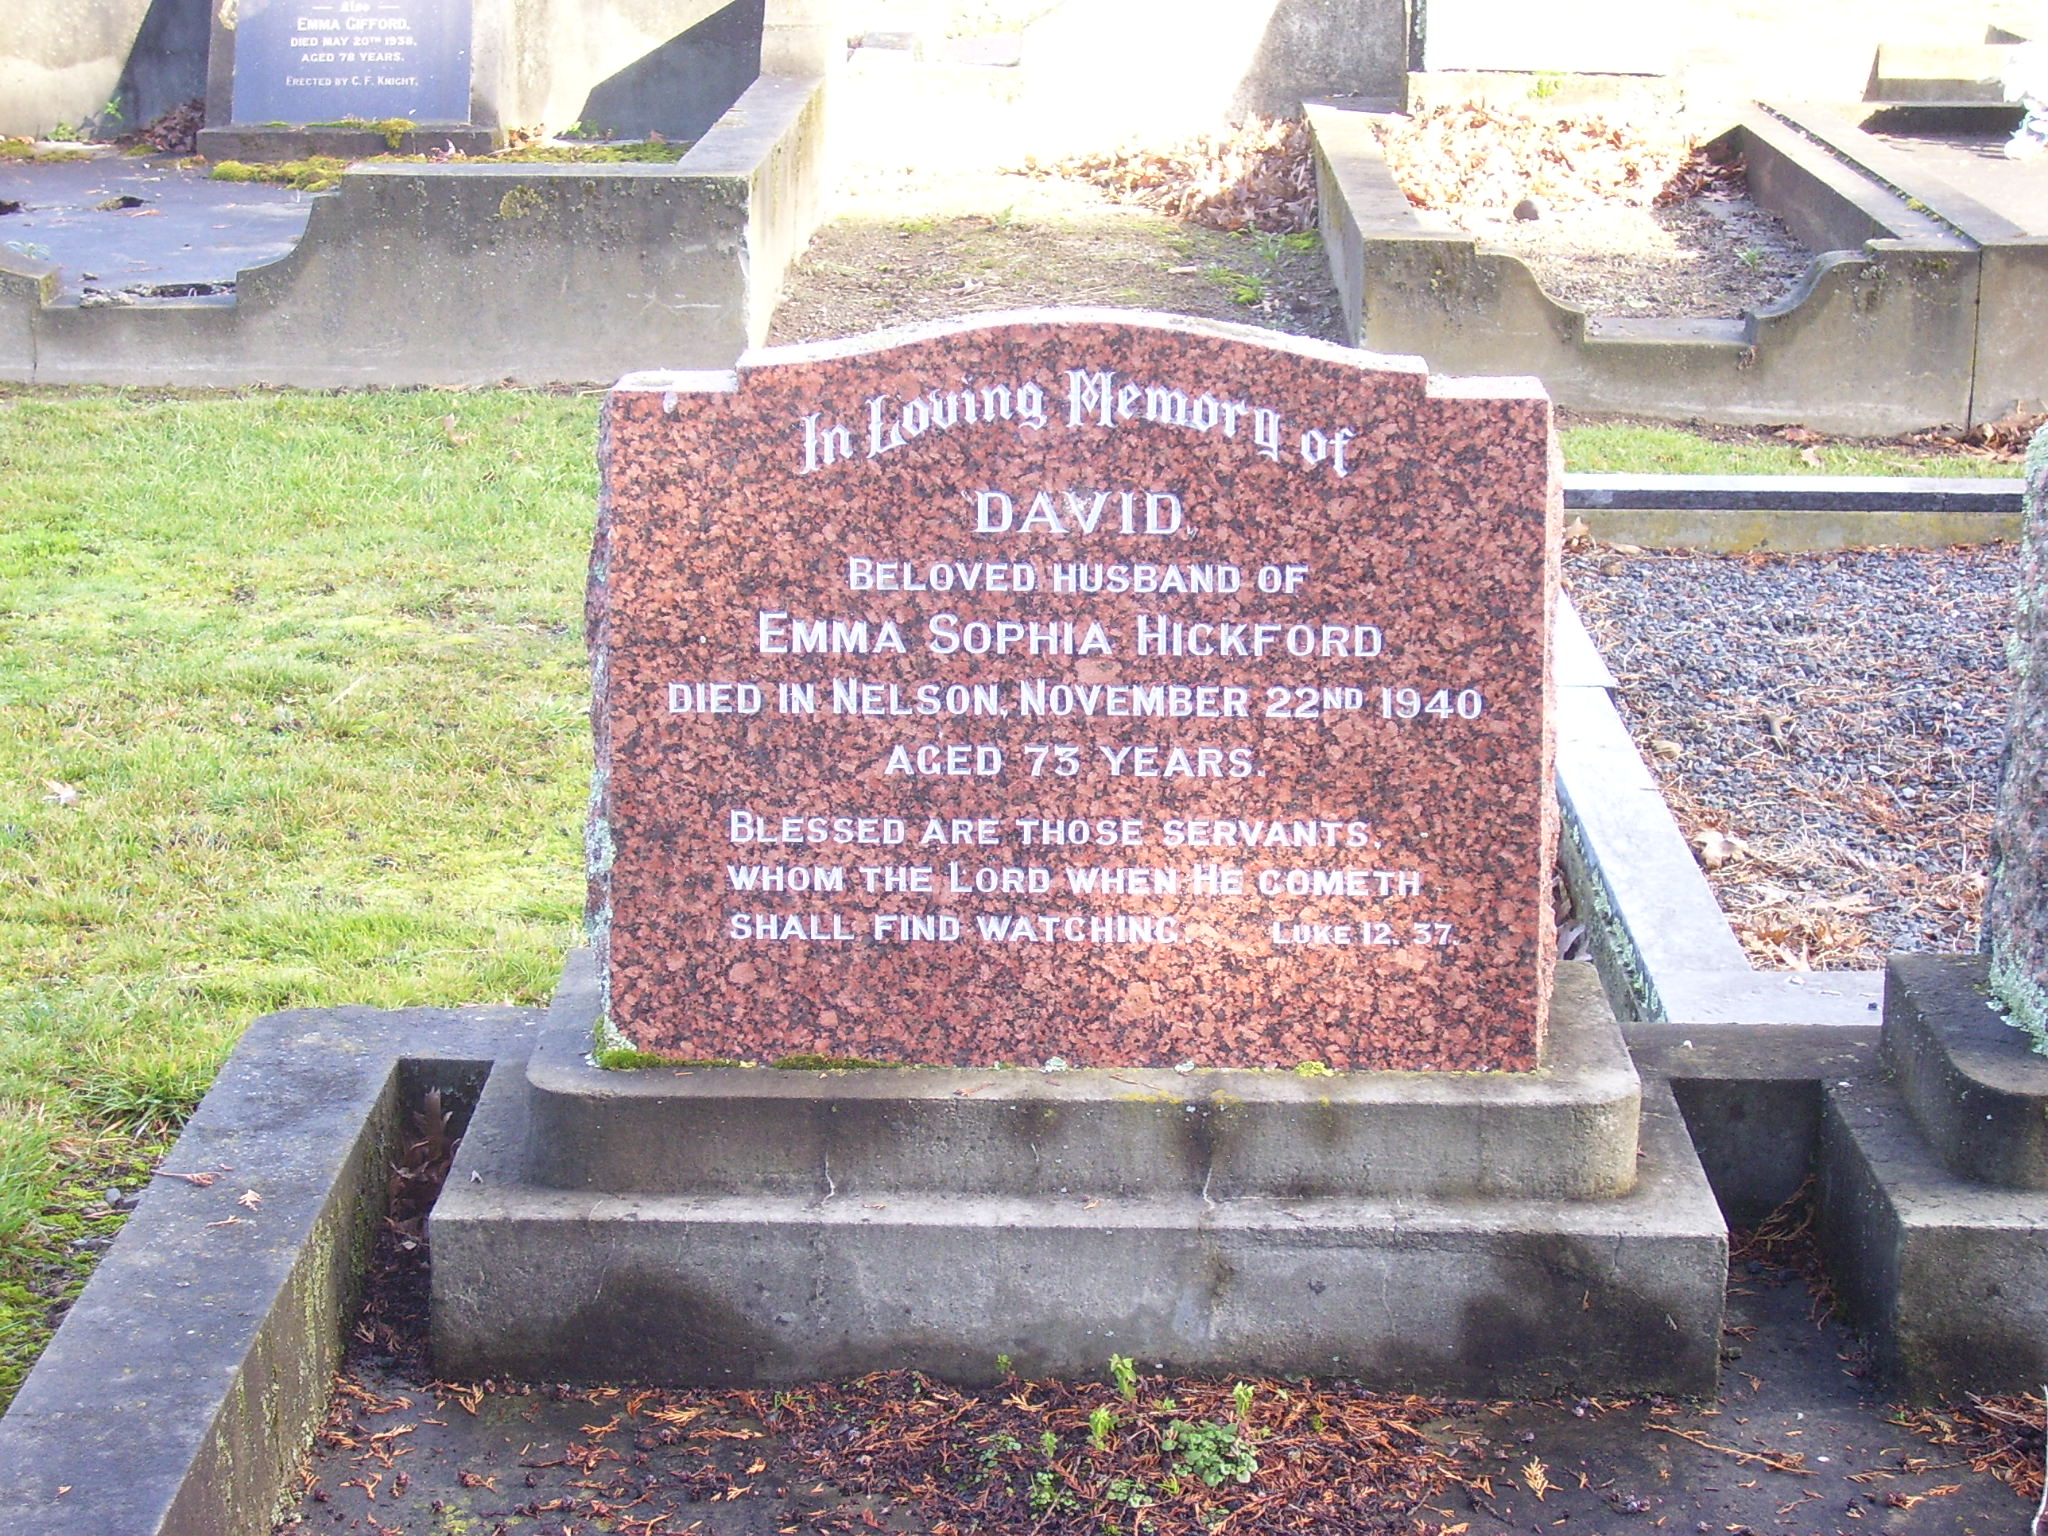 Also
EMMA GIFFORD.
DIED MAY 20TH 1938.
AGED 78 YEARS.
ERECTED BY C. F. KNIGHT.
In Loving Memory of
DAVID,
BELOVED HUSBAND OF
EMMA SOPHIA HICKFORD
DIED IN NELSON, NOVEMBER 22ND 1940
AGED 73 YEARS.
BLESSED ARE THOSE SERVANTS,
WHOM THE LORD WHEN HE COMETH
SHALL FIND WATCHING. LUKE 12. 37.